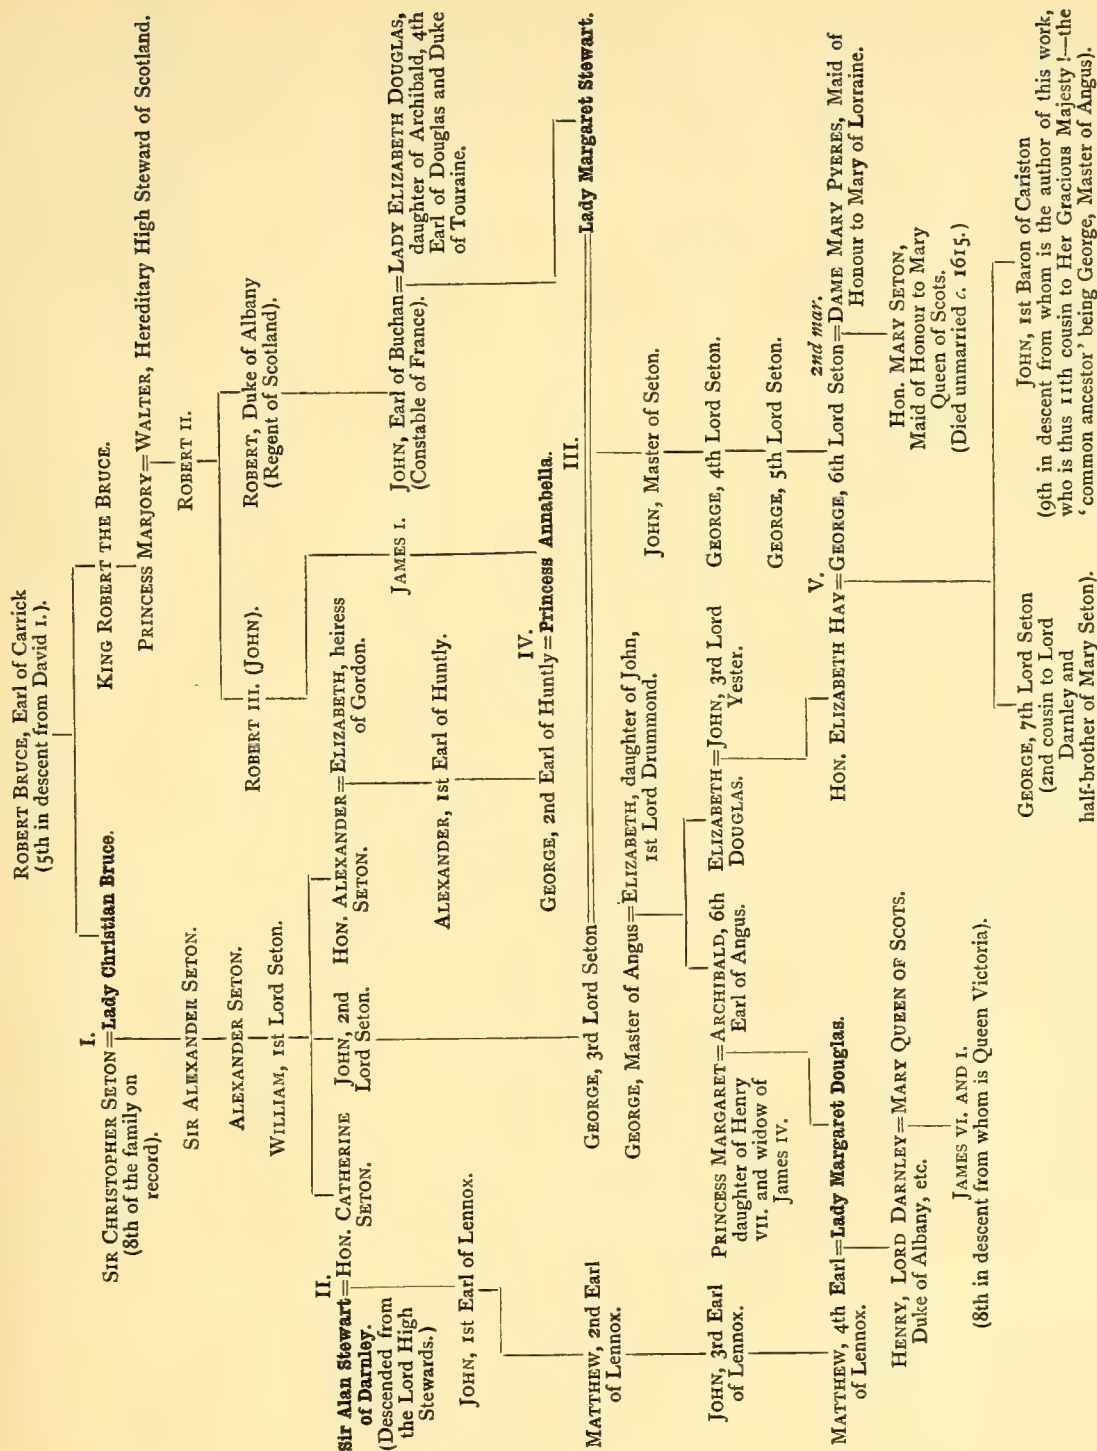 ROBERT BRUCE, Earl of Carrick
(5th in descent from David I.).
I.
SIR CHRISTOPHER SETON=Lady Christian Bruce.
(8th of the family on
record).
KING ROBERT THE BRUCE.
PRINCESS MARJORY=WALTER, Hereditary High Steward of Scotland.
SIR ALEXANDER SETON.
ROBERT II.
ALEXANDER SETON.
WILLIAM, 1st Lord Seton.
ROBERT III. (JOHN).
ROBERT, Duke of Albany
(Regent of Scotland).
II.
Sir Alan Stewart=HON. CATHERINE
of Darnley.
SETON.
(Descended from
the Lord High
Stewards.)
JOHN, 2nd
Lord Seton.
HON. ALEXANDER=ELIZABETH, heiress
SETON.
of Gordon.
JAMES I.
JOHN, Earl of Buchan=LADY ELIZABETH DOUGLAS,
(Constable of France).
daughter of Archibald, 4th
Earl of Douglas and Duke
of Touraine.
JOHN, 1st Earl of Lennox.
ALEXANDER, 1st Earl of Huntly.
IV.
GEORGE, 2nd Earl of Huntly=Princess Annabella.
III.
GEORGE, 3rd Lord Seton=Lady Margaret Stewart.
MATTHEW, 2nd Earl
of Lennox.
GEORGE, Master of Angus=ELIZABETH, daughter of John,
1st Lord Drummond.
JOHN, Master of Seton.
JOHN, 3rd Earl
of Lennox.
PRINCESS MARGARET=ARCHIBALD, 6th
daughter of Henry
Earl of Angus.
VII. and widow of
James IV.
ELIZABETH=JOHN, 3rd Lord
DOUGLAS.
Yester.
GEORGE, 4th Lord Seton.
GEORGE, 5th Lord Seton.
MATTHEW, 4th Earl=Lady Margaret Douglas.
of Lennox.
V.
2nd mar.
HON. ELIZABETH HAY=GEORGE, 6th Lord Seton=DAME MARY PYERES, Maid of
Honour to Mary of Lorraine.
HENRY, LORD DARNLEY=MARY QUEEN OF SCOTS.
Duke of Albany, etc.
Hon. MARY SETON,
Maid of Honour to Mary
Queen of Scots.
(Died unmarried c. 1615.)
JAMES VI. AND I.
(8th in descent from whom is Queen Victoria).
GEORGE, 7th Lord Seton
(2nd cousin to Lord
Darnley and
half-brother of Mary Seton).
JOHN, 1st Baron of Cariston
(9th in descent from whom is the author of this work,
who is thus 11th cousin to Her Gracious Majesty!—the
'common ancestor' being George, Master of Angus).